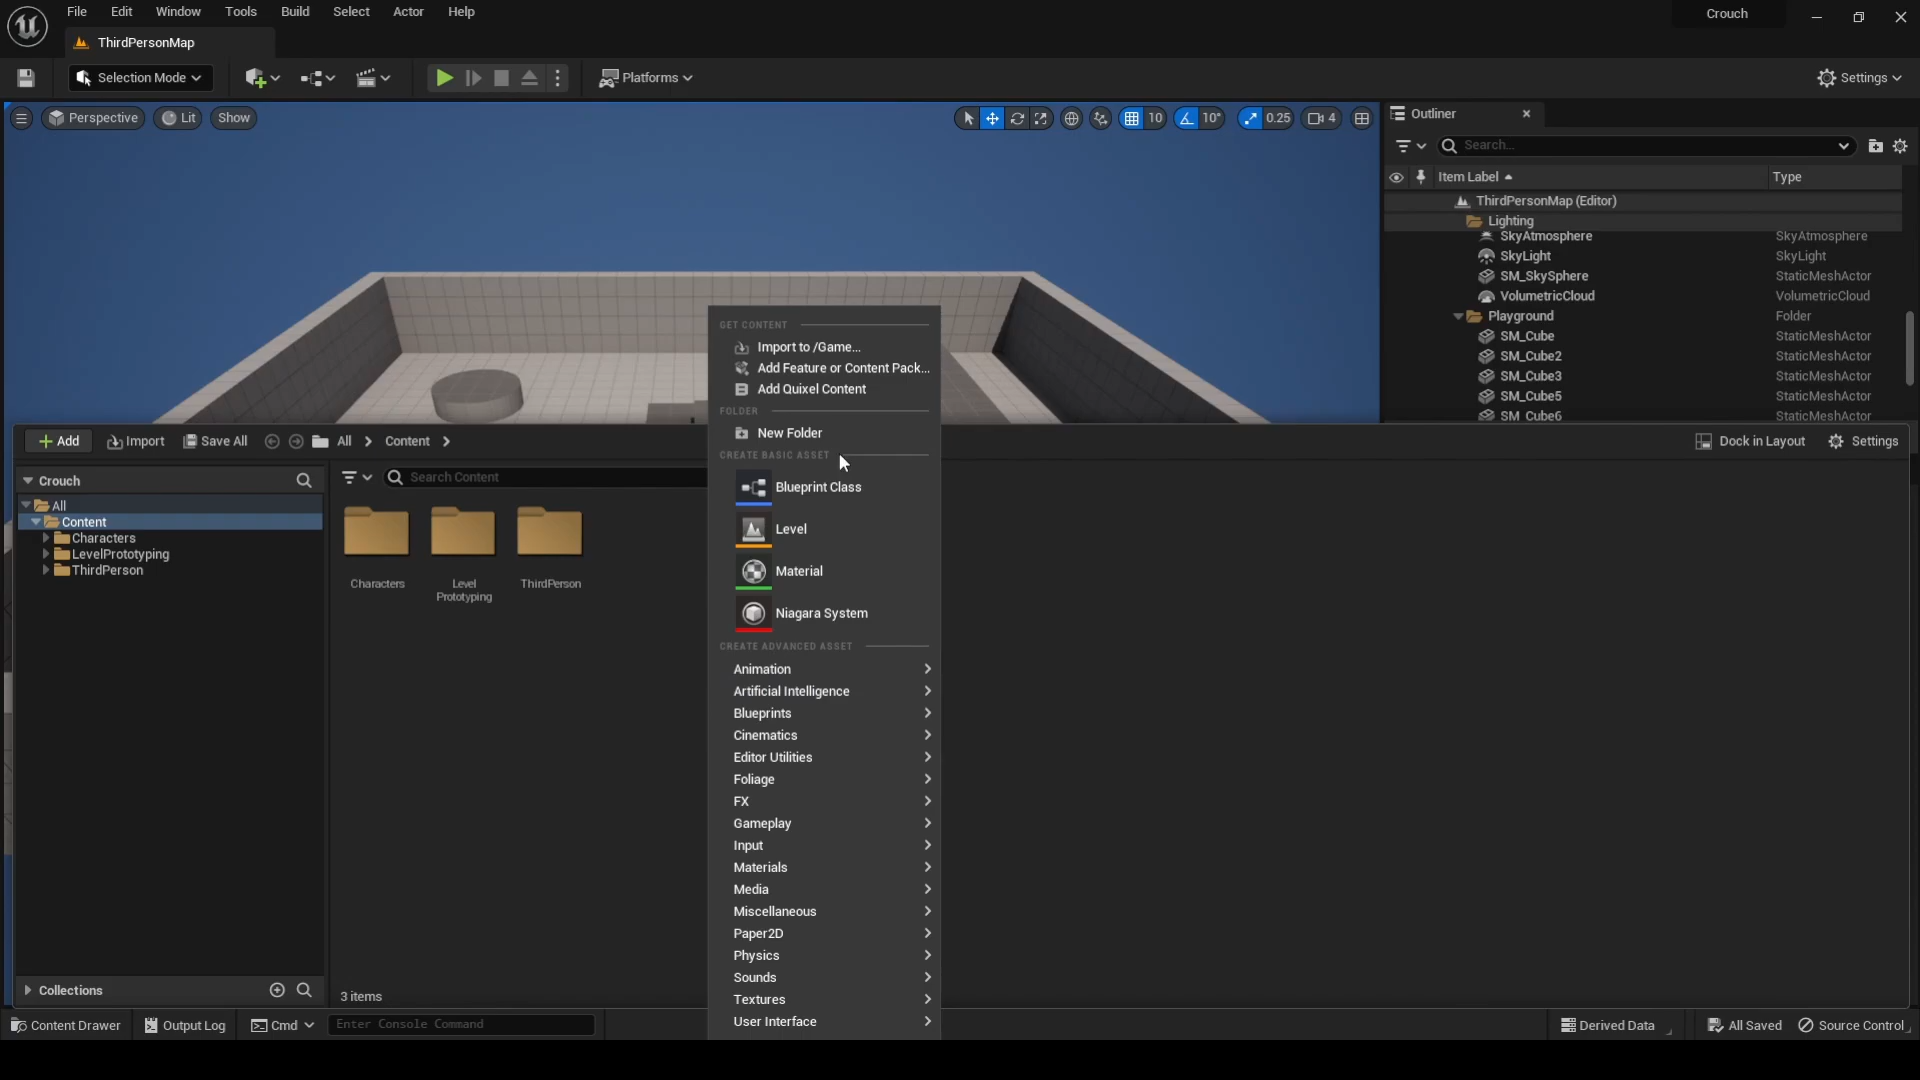 File Edit Window Tools Build Select Actor Help
Crouch
ThirdPersonMap
Selection Mode
Platforms
Settings
Perspective Lit Show
10 10° 0.25 4
Outliner
Search...
Item Label Type
ThirdPersonMap (Editor)
Lighting
SkyAtmosphere SkyAtmosphere
SkyLight SkyLight
SM_SkySphere StaticMeshActor
VolumetricCloud VolumetricCloud
Playground Folder
SM_Cube StaticMeshActor
SM_Cube2 StaticMeshActor
SM_Cube3 StaticMeshActor
SM_Cube5 StaticMeshActor
SM_Cube6 StaticMeshActor
GET CONTENT
Import to /Game...
Add Feature or Content Pack...
Add Quixel Content
FOLDER
New Folder
CREATE BASIC ASSET
Blueprint Class
Level
Material
Niagara System
CREATE ADVANCED ASSET
Animation
Artificial Intelligence
Blueprints
Cinematics
Editor Utilities
Foliage
FX
Gameplay
Input
Materials
Media
Miscellaneous
Paper2D
Physics
Sounds
Textures
User Interface
Add Import Save All All Content
Dock in Layout Settings
Crouch
All
Content
Characters
LevelPrototyping
ThirdPerson
Search Content
Characters
Level
Prototyping
ThirdPerson
Collections
3 items
Content Drawer Output Log Cmd Enter Console Command
Derived Data All Saved Source Control